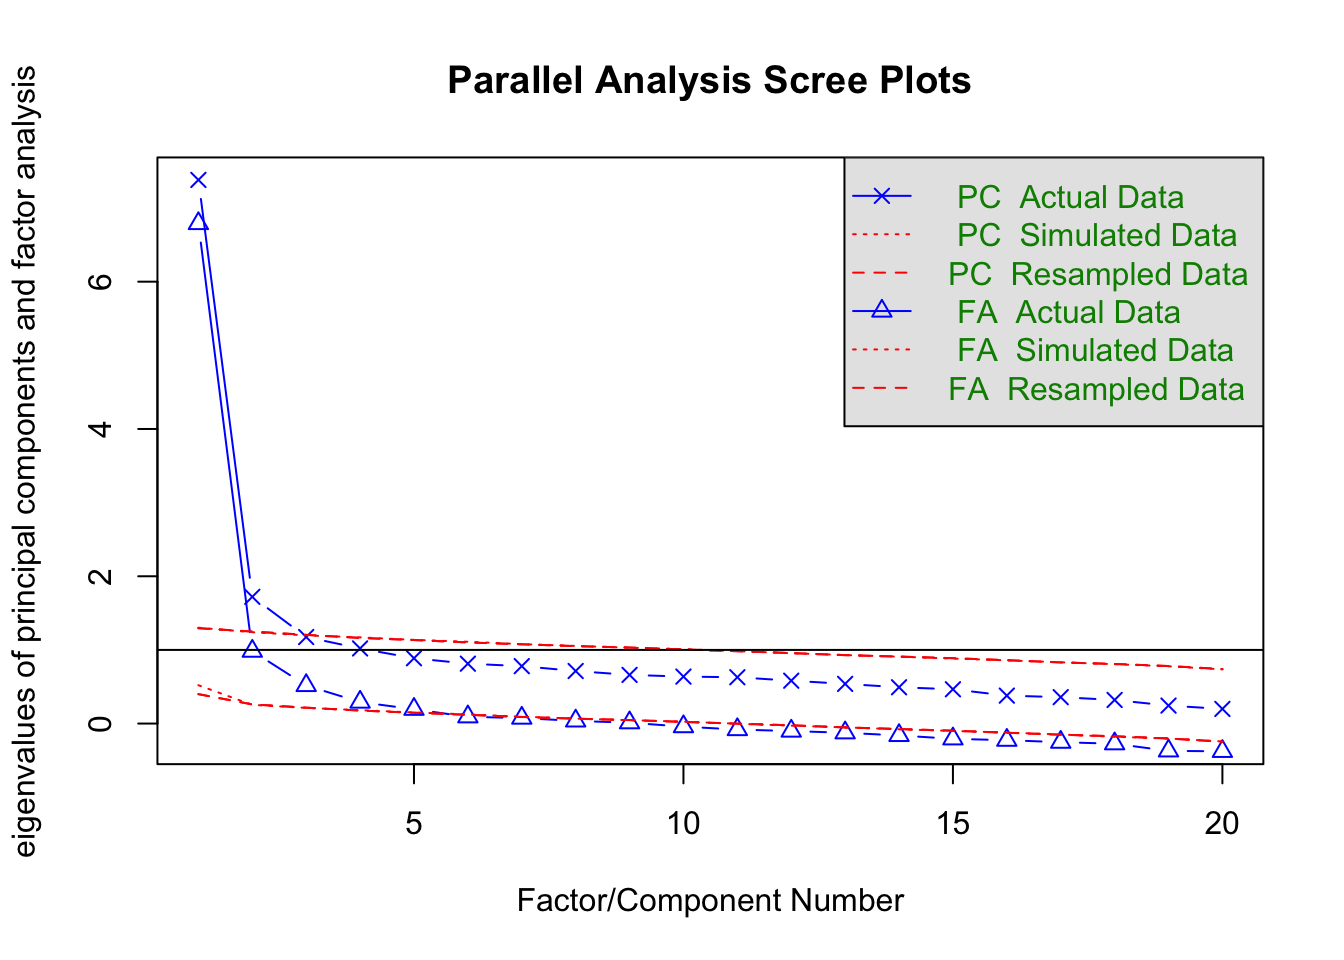 Parallel Analysis Scree Plots
eigenvalues of principal components and factor analysis
6
4
2
0
PC Actual Data
PC Simulated Data
PC Resampled Data
FA Actual Data
FA Simulated Data
FA Resampled Data
5 10 15 20
Factor/Component Number